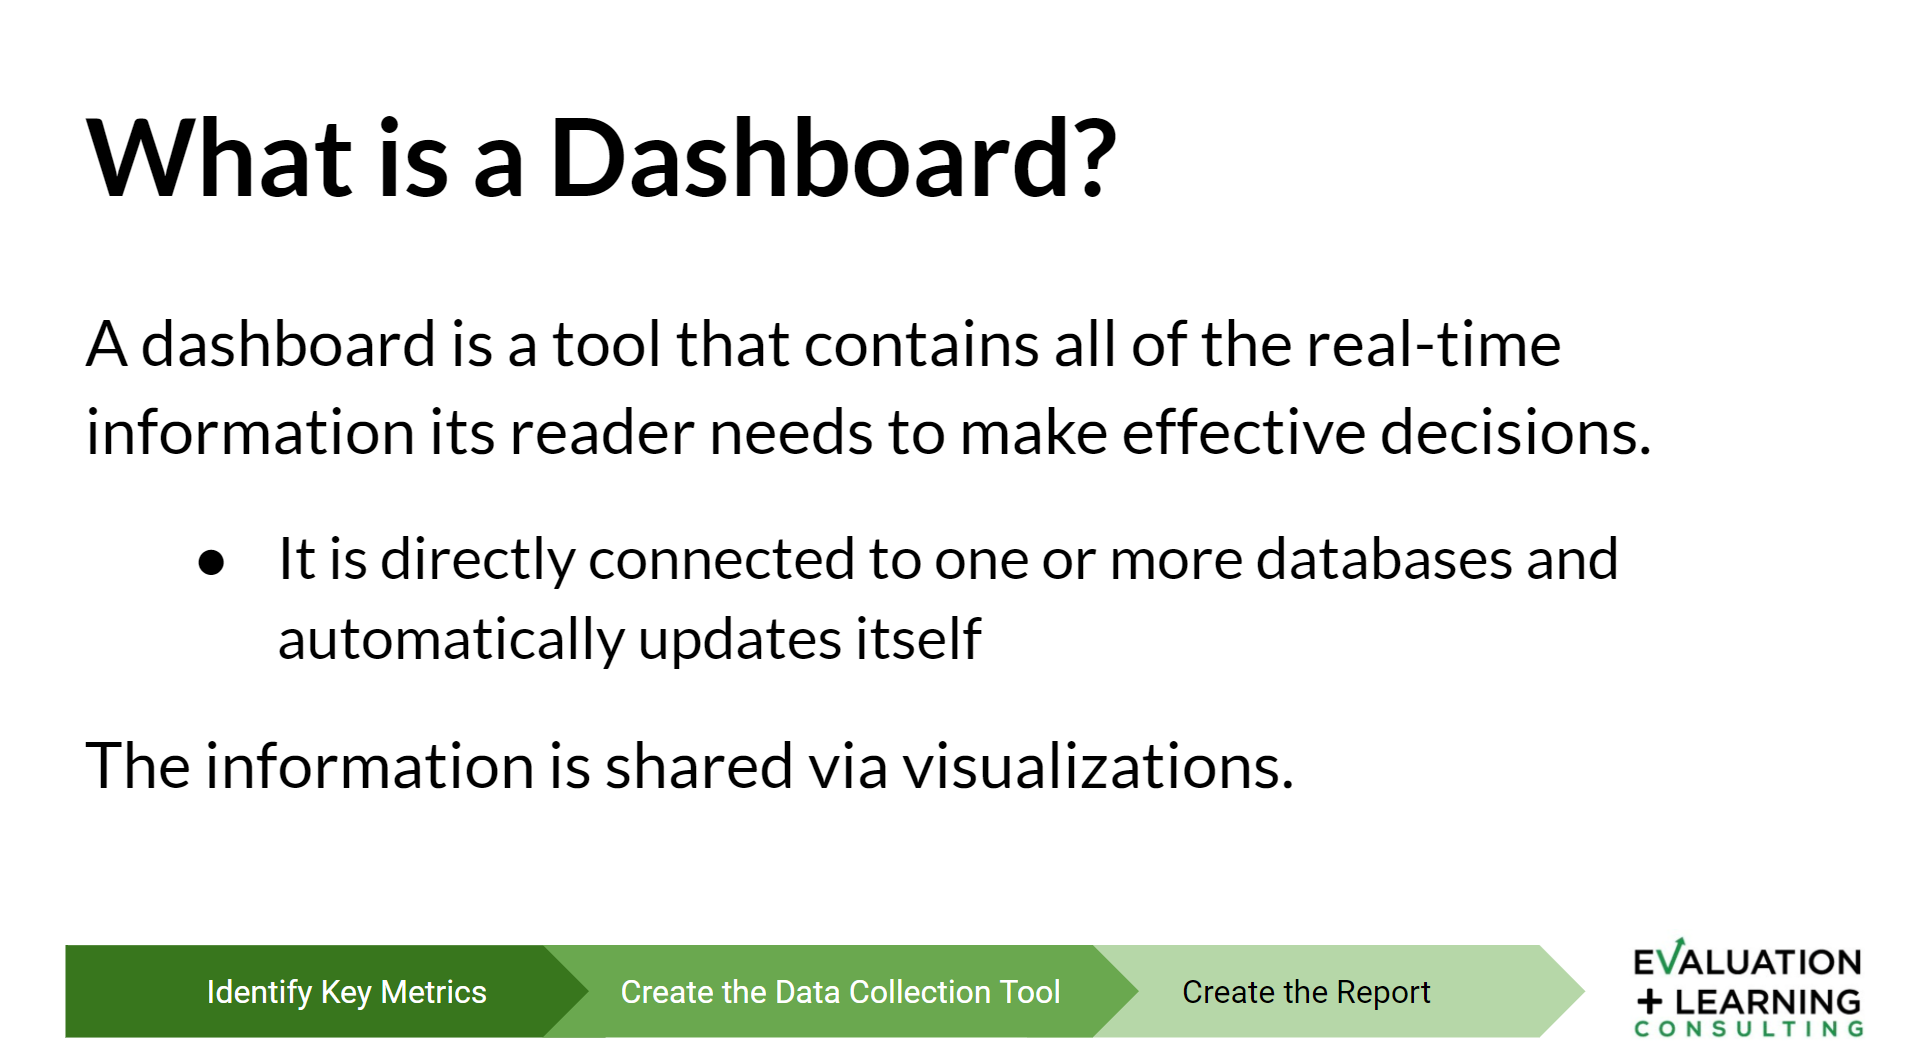 What is a Dashboard?
A dashboard is a tool that contains all of the real-time
information its reader needs to make effective decisions.
● It is directly connected to one or more databases and
automatically updates itself
The information is shared via visualizations.
Identify Key Metrics
Create the Data Collection Tool
Create the Report
EVALUATION
+ LEARNING
CONSULTING